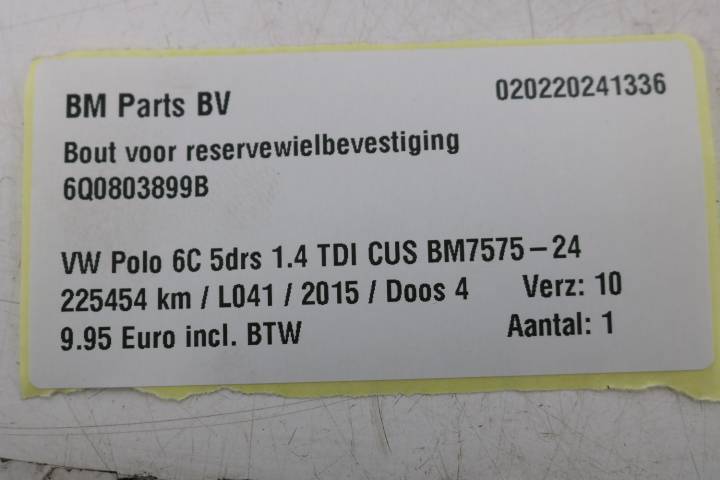 BM Parts BV 020220241336
Bout voor reservewielbevestiging
6Q0803899B
VW Polo 6C 5drs 1.4 TDI CUS BM7575-24
225454 km / L041 / 2015 / Doos 4 Verz: 10
9.95 Euro incl. BTW Aantal: 1